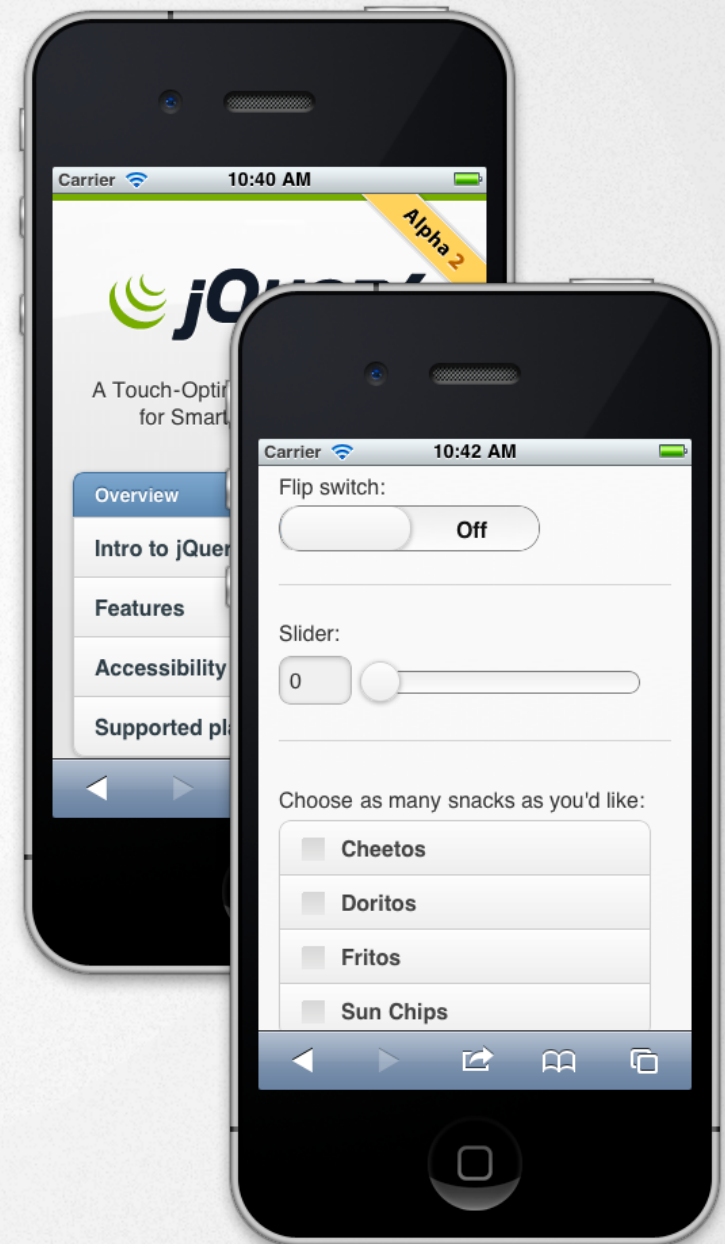 Carrier
10:40 AM
Alpha 2
A Touch-Opti
for Smart
Overview
Intro to jQuer
Features
Accessibility
Supported pl
Carrier
10:42 AM
Flip switch:
Off
Slider:
0
Choose as many snacks as you'd like:
Cheetos
Doritos
Fritos
Sun Chips